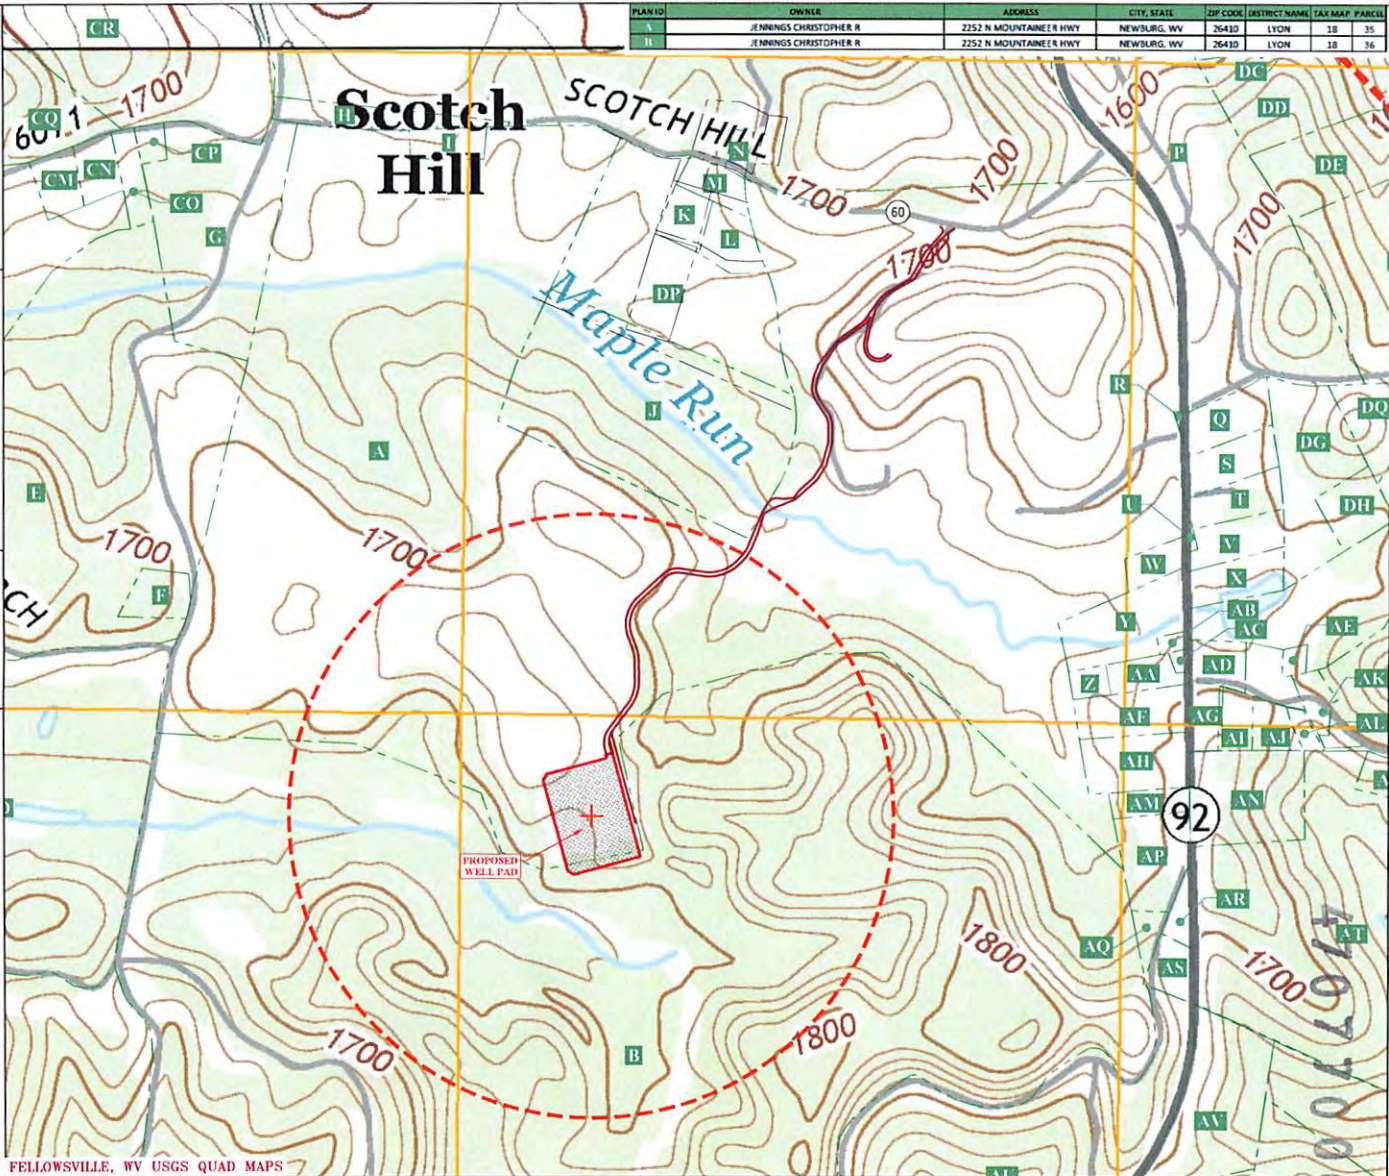 PLAN ID OWNER ADDRESS CITY, STATE ZIP CODE DISTRICT NAME TAX MAP PARCEL
A JENNINGS CHRISTOPHER R 2252 N MOUNTAINEER HWY NEWBURG, WV 26410 LYON 18 35
B JENNINGS CHRISTOPHER R 2252 N MOUNTAINEER HWY NEWBURG, WV 26410 LYON 18 36
CR
DC
1700
Scotch
Hill
SCOTCH HILL
1600
DD
CQ
H
I
N
P
DE
CP
CN
CM
M
1700
1700
CO
K
60
1700
G
L
1700
DP
Maple Run
R
J
Q
DQ
A
DG
S
E
U
T
DH
1700
1700
V
W
X
F
AB
Y
AC
AE
AA
AD
Z
AK
AF
AG
AL
AI
AJ
AH
AM
AN
92
PROPOSED
WELL PAD
AP
AR
AT
AQ
1800
AS
1700
1700
1800
B
AV
FELLOWSVILLE, WV USGS QUAD MAPS